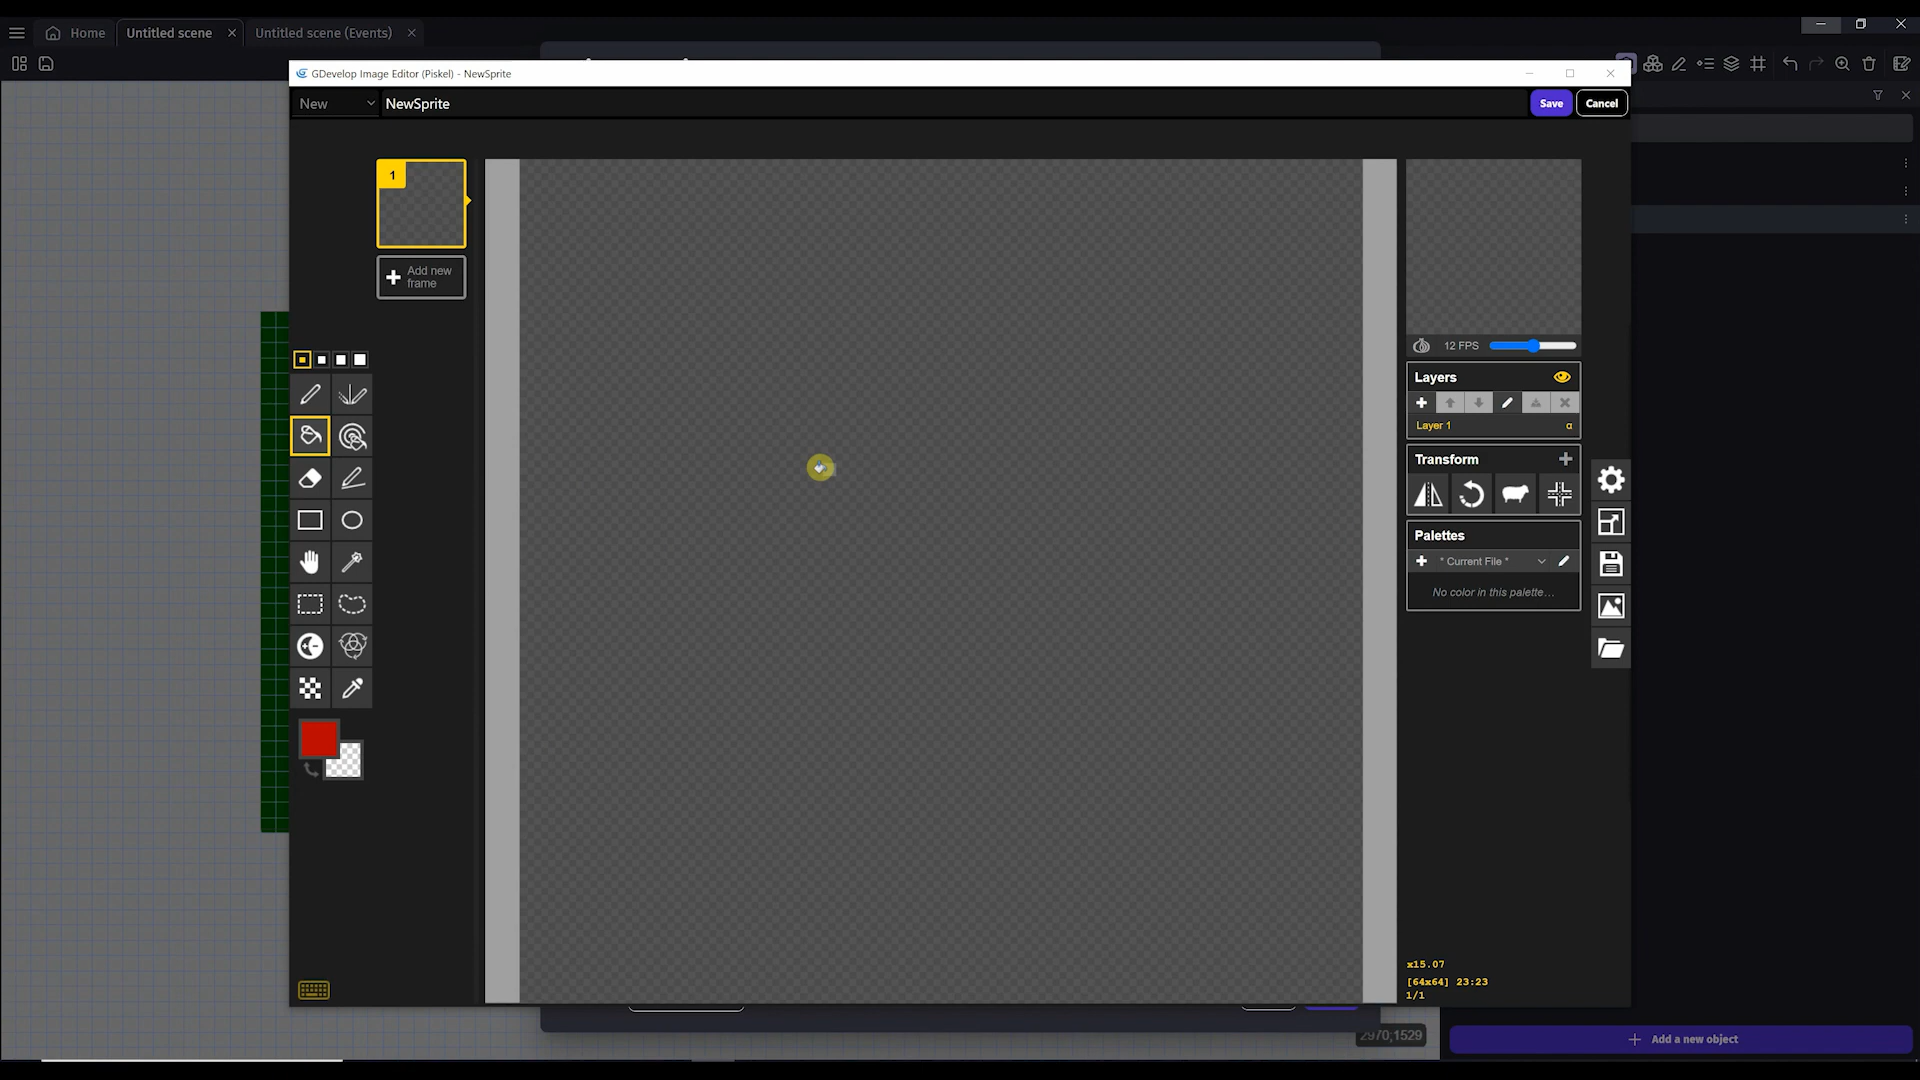 Home
Untitled scene
Untitled scene (Events)
GDevelop Image Editor (Piskel) - NewSprite
New
NewSprite
Save
Cancel
1
Add new
frame
12 FPS
Layers
Layer 1
α
Transform
Palettes
* Current File *
No color in this palette...
x15.07
[64x64] 23:23
1/1
2970;1529
Add a new object